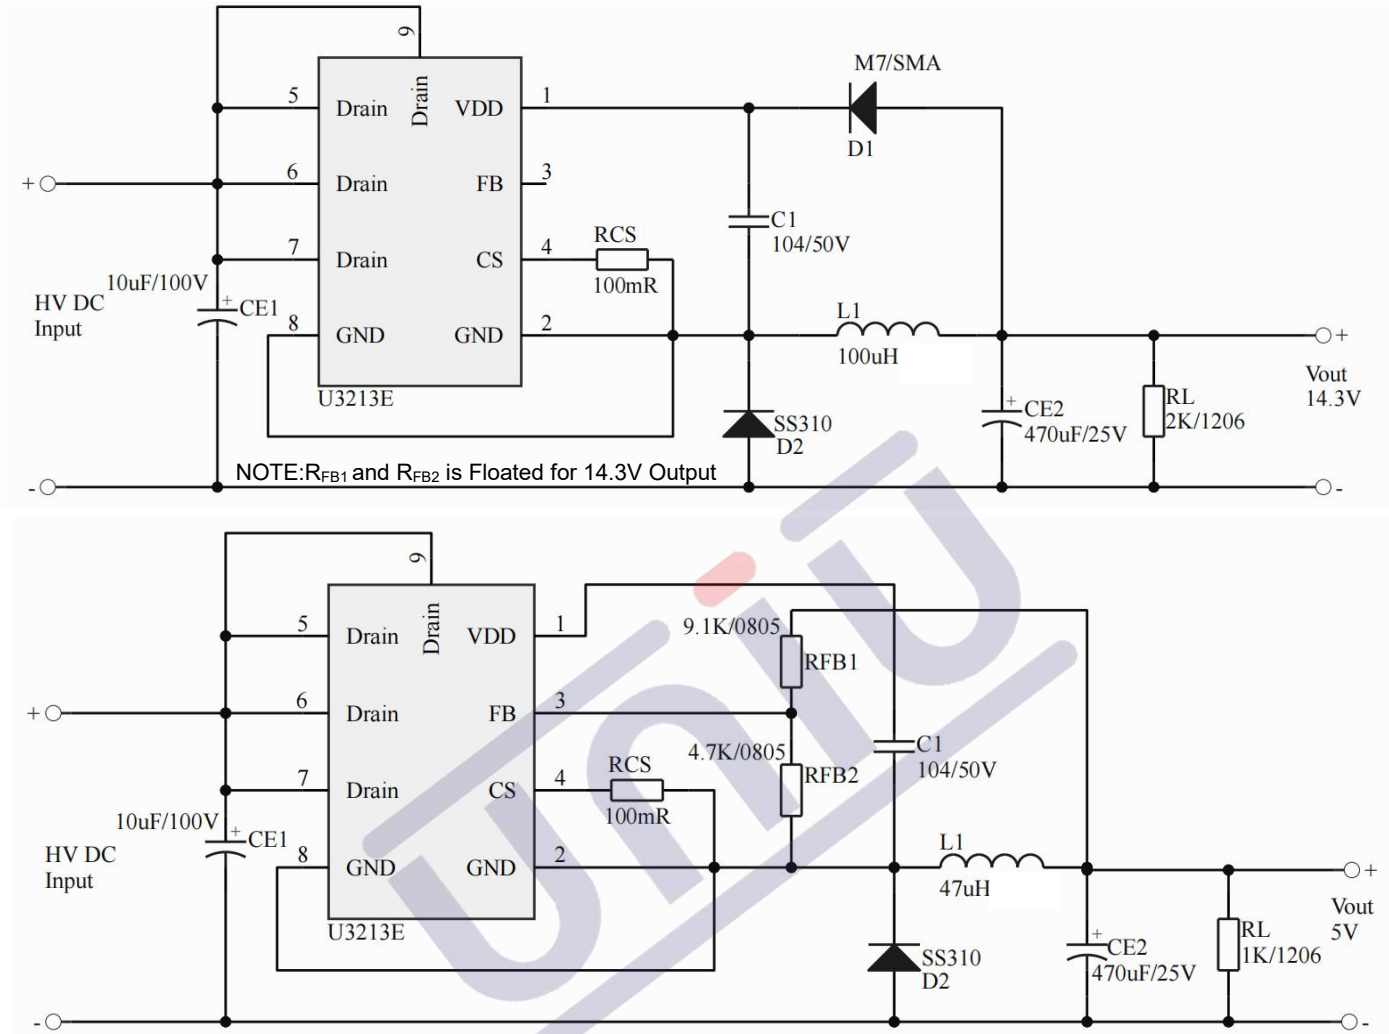 9
M7/SMA
5 Drain Drain VDD 1
D1
+ 6 Drain FB 3
C1
104/50V
7 Drain CS 4 RCS
100mR
10uF/100V
+ CE1
HV DC
Input
8 GND GND 2
L1
100uH
+
Vout
14.3V
U3213E
SS310
D2
+ CE2
470uF/25V
RL
2K/1206
NOTE:RFB1 and RFB2 is Floated for 14.3V Output
- -
9
5 Drain Drain VDD 1
9.1K/0805
RFB1
+ 6 Drain FB 3
4.7K/0805
RFB2
C1
104/50V
7 Drain CS 4 RCS
100mR
10uF/100V
+ CE1
HV DC
Input
8 GND GND 2
L1
47uH
+
Vout
5V
U3213E
SS310
D2
+ CE2
470uF/25V
RL
1K/1206
- -
uniU